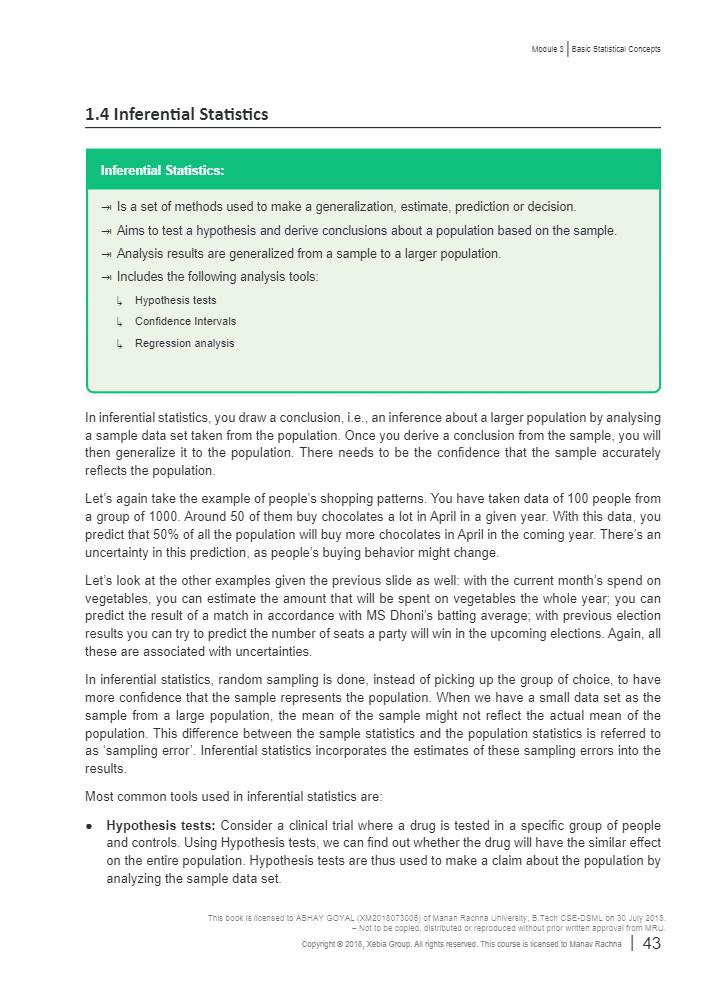 Module 3 | Basic Statistical Concepts
1.4 Inferential Statistics
Inferential Statistics:
⇥ Is a set of methods used to make a generalization, estimate, prediction or decision.
⇥ Aims to test a hypothesis and derive conclusions about a population based on the sample.
⇥ Analysis results are generalized from a sample to a larger population.
⇥ Includes the following analysis tools:
↳ Hypothesis tests
↳ Confidence Intervals
↳ Regression analysis
In inferential statistics, you draw a conclusion, i.e., an inference about a larger population by analysing
a sample data set taken from the population. Once you derive a conclusion from the sample, you will
then generalize it to the population. There needs to be the confidence that the sample accurately
reflects the population.
Let's again take the example of people's shopping patterns. You have taken data of 100 people from
a group of 1000. Around 50 of them buy chocolates a lot in April in a given year. With this data, you
predict that 50% of all the population will buy more chocolates in April in the coming year. There's an
uncertainty in this prediction, as people's buying behavior might change.
Let's look at the other examples given the previous slide as well: with the current month's spend on
vegetables, you can estimate the amount that will be spent on vegetables the whole year; you can
predict the result of a match in accordance with MS Dhoni's batting average; with previous election
results you can try to predict the number of seats a party will win in the upcoming elections. Again, all
these are associated with uncertainties.
In inferential statistics, random sampling is done, instead of picking up the group of choice, to have
more confidence that the sample represents the population. When we have a small data set as the
sample from a large population, the mean of the sample might not reflect the actual mean of the
population. This difference between the sample statistics and the population statistics is referred to
as 'sampling error'. Inferential statistics incorporates the estimates of these sampling errors into the
results.
Most common tools used in inferential statistics are:
● Hypothesis tests: Consider a clinical trial where a drug is tested in a specific group of people
and controls. Using Hypothesis tests, we can find out whether the drug will have the similar effect
on the entire population. Hypothesis tests are thus used to make a claim about the population by
analyzing the sample data set.
This book is licensed to ABHAY GOYAL (XM2018073006) of Manan Rachna University, B.Tech CSE-DSML on 30 July 2018.
– Not to be copied, distributed or reproduced without prior written approval from MRU.
Copyright © 2018, Xebia Group. All rights reserved. This course is licensed to Manav Rachna | 43